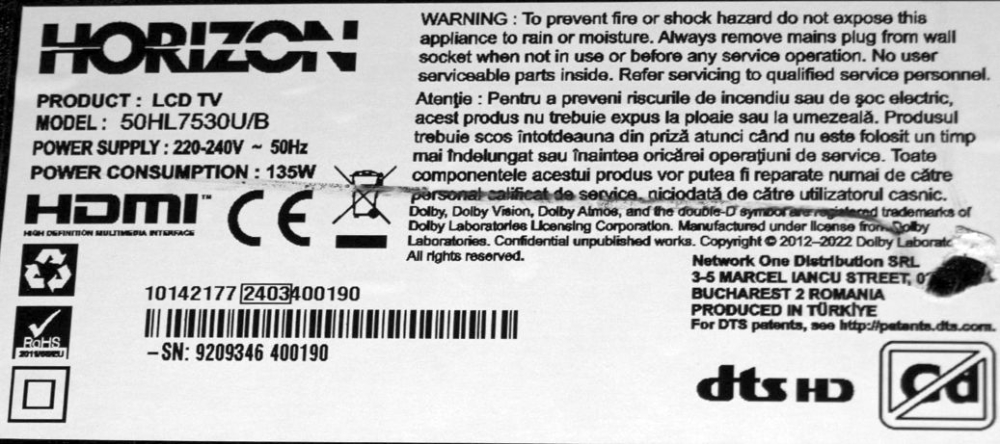 HORIZON
PRODUCT : LCD TV
MODEL : 50HL7530U/B
POWER SUPPLY : 220-240V ~ 50Hz
POWER CONSUMPTION : 135W
HDMI™
HIGH DEFINITION MULTIMEDIA INTERFACE
CE
RoHS
2011/65/EU
10142177 2403400190
-SN: 9209346 400190
WARNING : To prevent fire or shock hazard do not expose this
appliance to rain or moisture. Always remove mains plug from wall
socket when not in use or before any service operation. No user
serviceable parts inside. Refer servicing to qualified service personnel.
Atenţie : Pentru a preveni riscurile de incendiu sau de şoc electric,
acest produs nu trebuie expus la ploaie sau la umezeală. Produsul
trebuie scos întotdeauna din priză atunci când nu este folosit un timp
mai îndelungat sau înaintea oricărei operaţiuni de service. Toate
componentele acestui produs vor putea fi reparate numai de către
personal calificat de service, niciodată de către utilizatorul casnic.
Dolby, Dolby Vision, Dolby Atmos, and the double-D symbol are registered trademarks of
Dolby Laboratories Licensing Corporation. Manufactured under license from Dolby
Laboratories. Confidential unpublished works. Copyright © 2012-2022 Dolby
All rights reserved.
Network One Distribution SRL
3-5 MARCEL IANCU STREET,
BUCHAREST 2 ROMANIA
PRODUCED IN TÜRKİYE
For DTS patents, see http://patents.dts.com.
dts HD
Cd